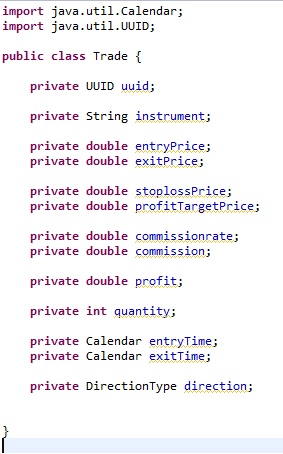 import java.util.Calendar;
import java.util.UUID;
public class Trade {
private UUID uuid;
private String instrument;
private double entryPrice;
private double exitPrice;
private double stoplossPrice;
private double profitTargetPrice;
private double commissionrate;
private double commission;
private double profit;
private int quantity;
private Calendar entryTime;
private Calendar exitTime;
private DirectionType direction;
}